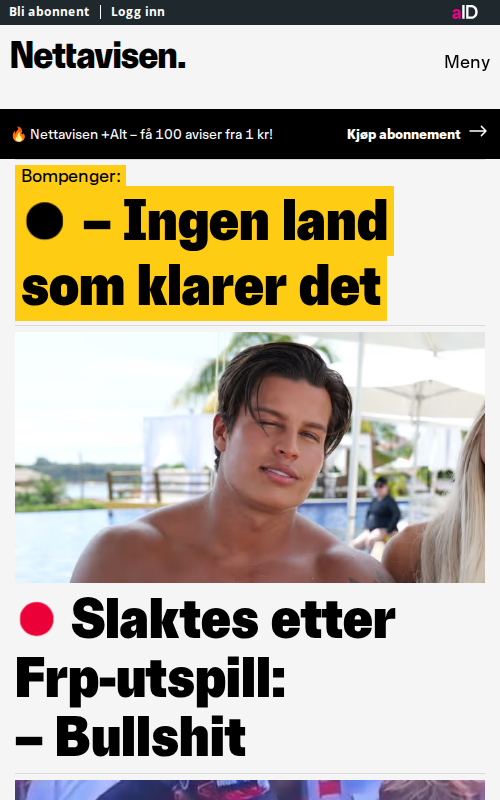 Bli abonnent | Logg inn
aID
Nettavisen.
Meny
🔥 Nettavisen +Alt – få 100 aviser fra 1 kr!
Kjøp abonnement →
Bompenger:
– Ingen land
som klarer det
Slaktes etter
Frp-utspill:
– Bullshit